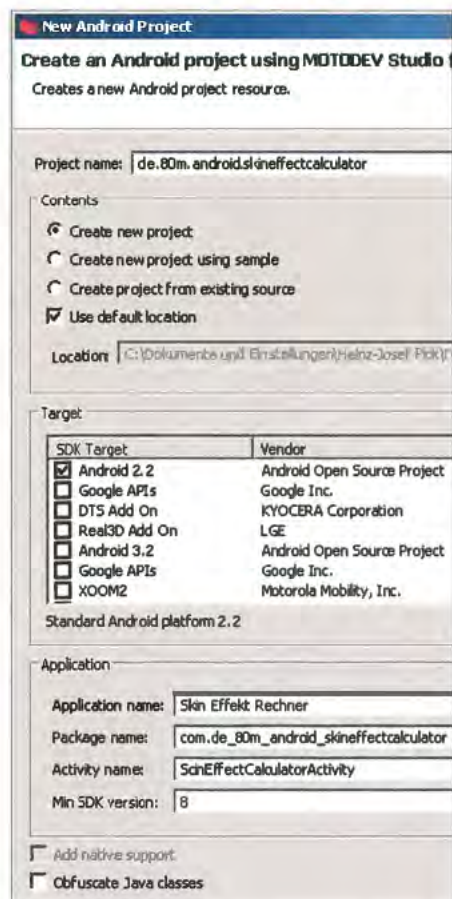 New Android Project
Create an Android project using MOTODEV Studio f
Creates a new Android project resource.
Project name: de.80m.android.skineffectcalculator
Contents
Create new project
Create new project using sample
Create project from existing source
Use default location
Location: C:\Dokumente und Einstellungen\Heinz-Josef Pick\
Target
SDK Target Vendor
Android 2.2 Android Open Source Project
Google APIs Google Inc.
DTS Add On KYOCERA Corporation
Real3D Add On LGE
Android 3.2 Android Open Source Project
Google APIs Google Inc.
XOOM2 Motorola Mobility, Inc.
Standard Android platform 2.2
Application
Application name: Skin Effekt Rechner
Package name: com.de_80m_android_skineffectcalculator
Activity name: ScinEffectCalculatorActivity
Min SDK version: 8
Add native support
Obfuscate Java classes